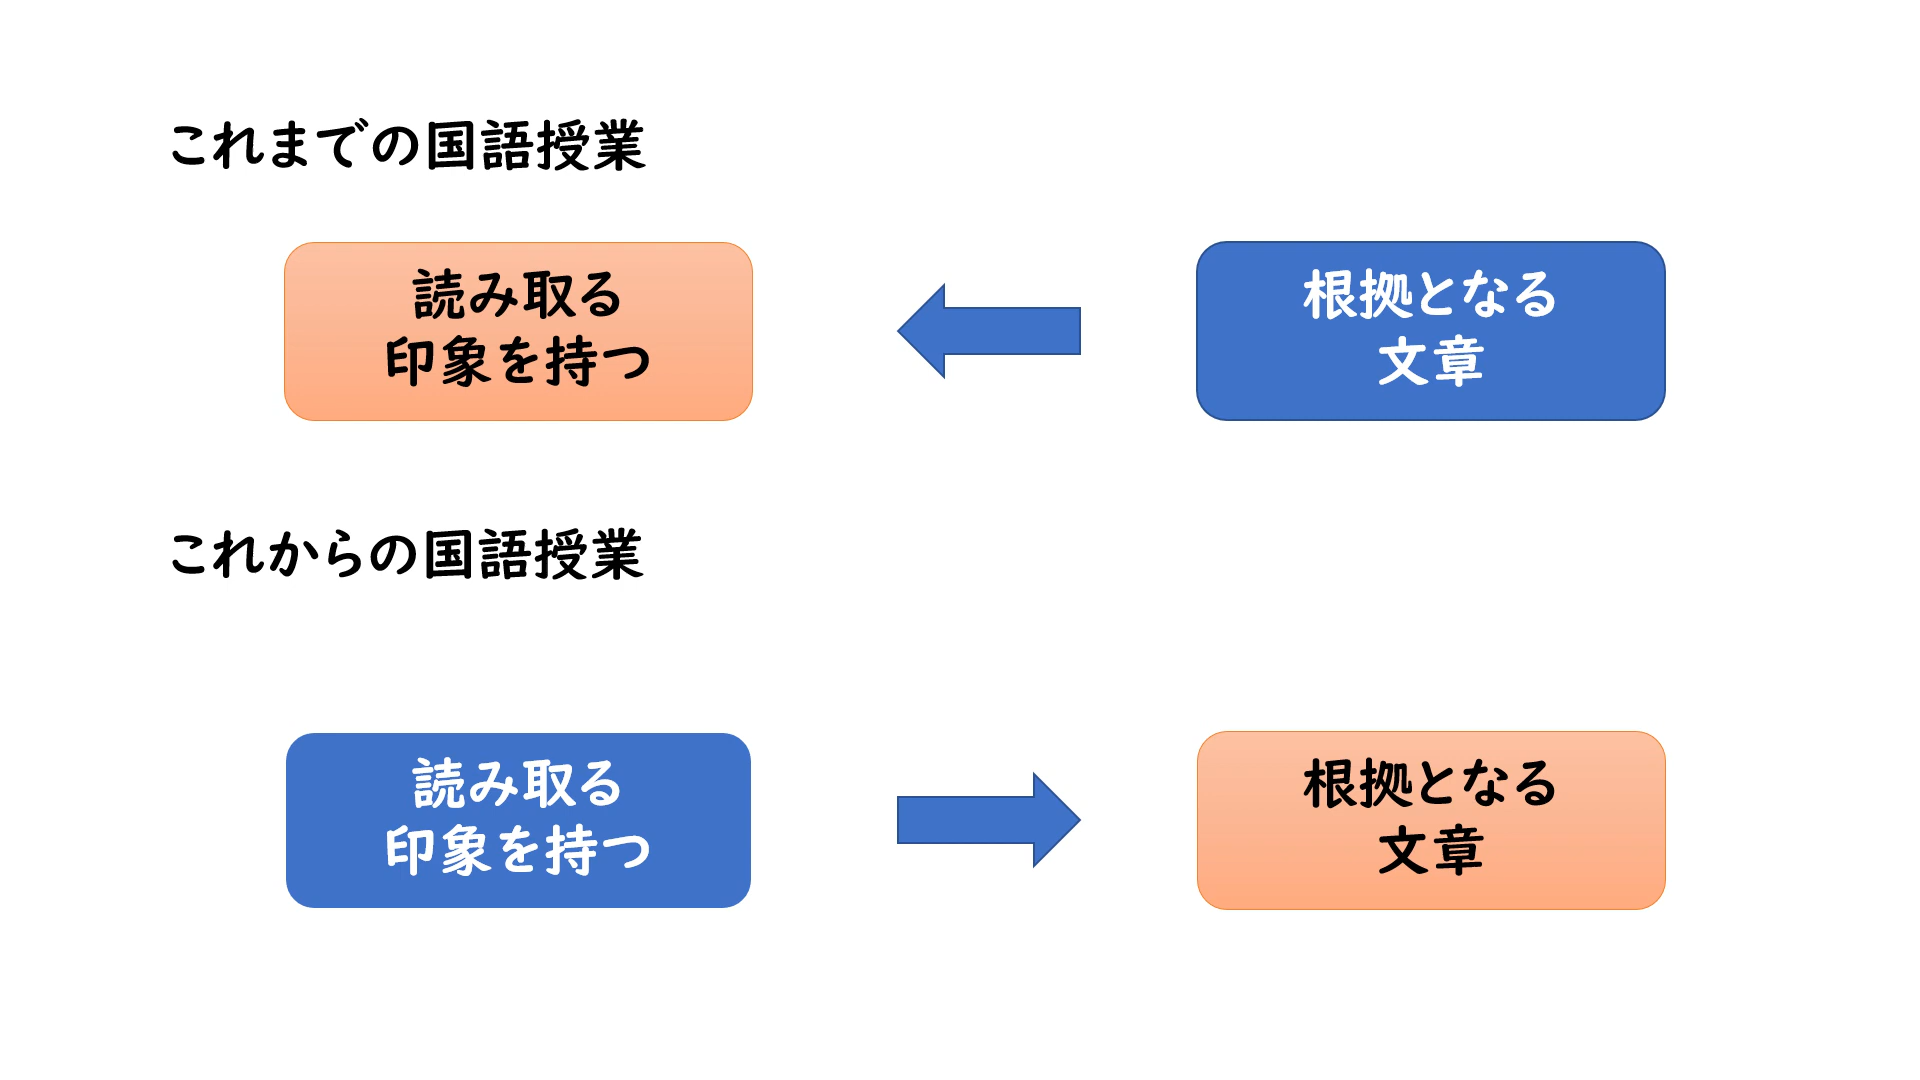 これまでの国語授業
読み取る
印象を持つ
根拠となる
文章
これからの国語授業
読み取る
印象を持つ
根拠となる
文章